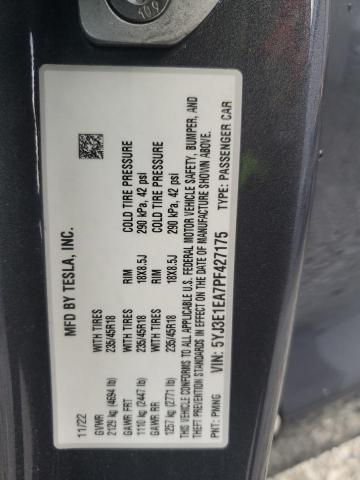 109
MFD BY TESLA, INC.
11/22
GVWR WITH TIRES RIM COLD TIRE PRESSURE
2129 kg (4694 lb) 235/45R18 18X8.5J 290 kPa, 42 psi
GAWR FRT WITH TIRES RIM COLD TIRE PRESSURE
1110 kg (2447 lb) 235/45R18 18X8.5J 290 kPa, 42 psi
GAWR RR
1257 kg (2771 lb)
THIS VEHICLE CONFORMS TO ALL APPLICABLE U.S. FEDERAL MOTOR VEHICLE SAFETY, BUMPER, AND
THEFT PREVENTION STANDARDS IN EFFECT ON THE DATE OF MANUFACTURE SHOWN ABOVE.
VIN: 5YJ3E1EA7PF427175 TYPE: PASSENGER CAR
PNT: PMNG